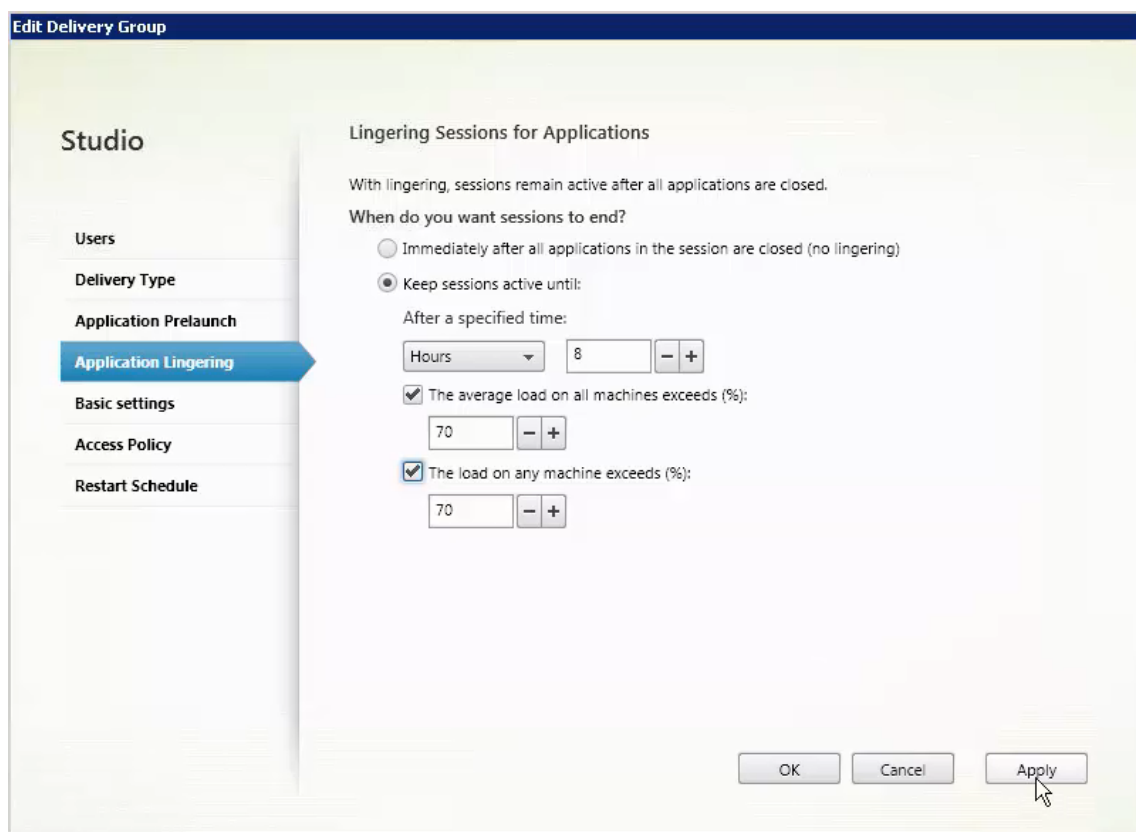 Edit Delivery Group
Studio
Users
Delivery Type
Application Prelaunch
Application Lingering
Basic settings
Access Policy
Restart Schedule
Lingering Sessions for Applications
With lingering, sessions remain active after all applications are closed.
When do you want sessions to end?
Immediately after all applications in the session are closed (no lingering)
Keep sessions active until:
After a specified time:
Hours 8 − +
The average load on all machines exceeds (%):
70 − +
The load on any machine exceeds (%):
70 − +
OK Cancel Apply